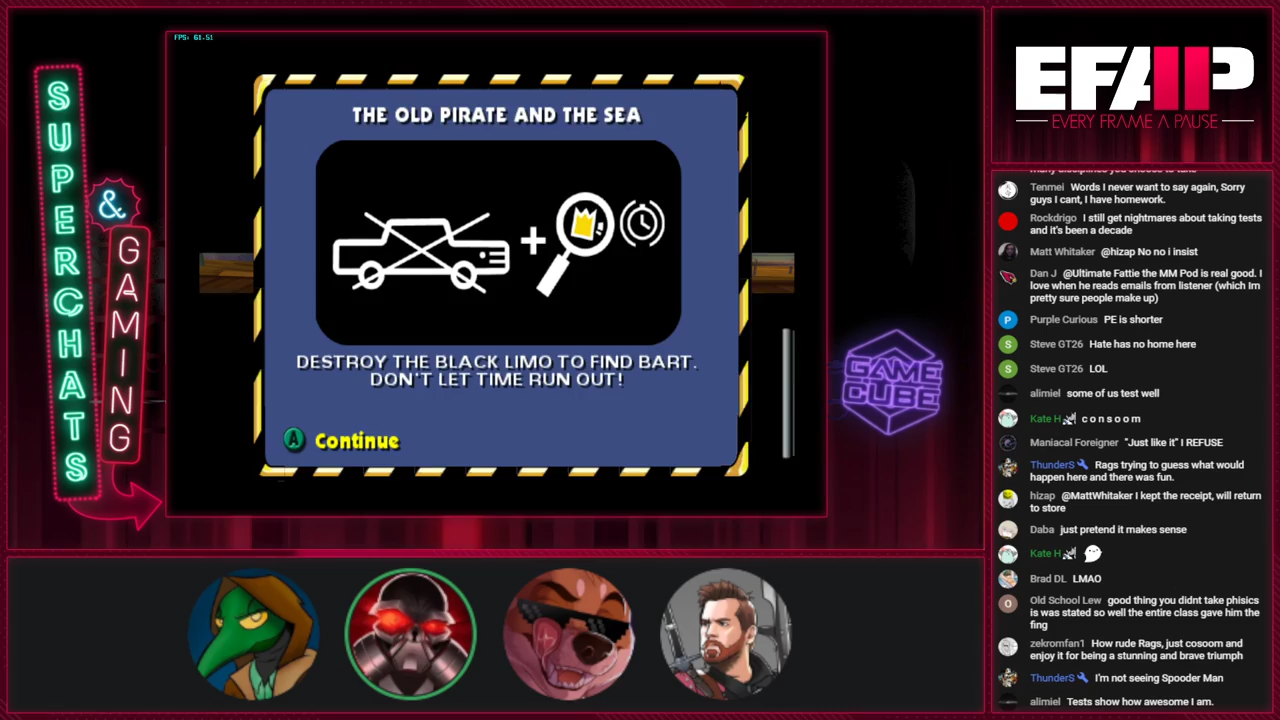 FPS: 61.51
SUPERCHATS
&
GAMING
THE OLD PIRATE AND THE SEA
DESTROY THE BLACK LIMO TO FIND BART.
DON'T LET TIME RUN OUT!
A Continue
GAME
CUBE
EFAP
EVERY FRAME A PAUSE
many disciplines you choose to take
Tenmei Words I never want to say again, Sorry
guys I cant, I have homework.
Rockdrigo I still get nightmares about taking tests
and it's been a decade
Matt Whitaker @hizap No no i insist
Dan J @Ultimate Fattie the MM Pod is real good. I
love when he reads emails from listener (which Im
pretty sure people make up)
P Purple Curious PE is shorter
S Steve GT26 Hate has no home here
S Steve GT26 LOL
alimiel some of us test well
Kate H c o n s o o m
Maniacal Foreigner "Just like it" I REFUSE
ThunderS Rags trying to guess what would
happen here and there was fun.
hizap @MattWhitaker I kept the receipt, will return
to store
Daba just pretend it makes sense
Kate H
Brad DL LMAO
O Old School Lew good thing you didnt take phisics
is was stated so well the entire class gave him the
fing
zekromfan1 How rude Rags, just cosoom and
enjoy it for being a stunning and brave triumph
ThunderS I'm not seeing Spooder Man
alimiel Tests show how awesome I am.